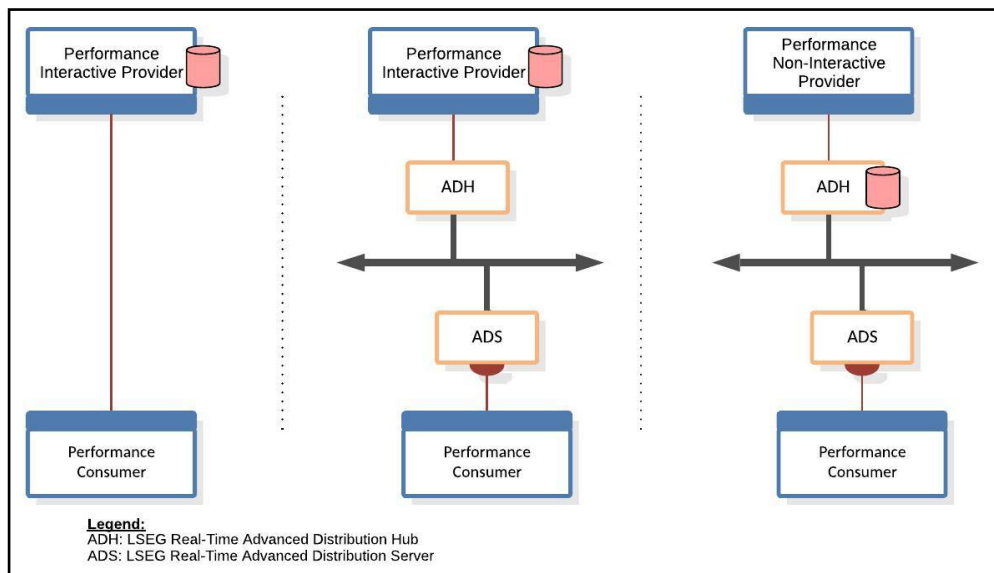 Performance
Interactive Provider
Performance
Interactive Provider
Performance
Non-Interactive
Provider
ADH
ADH
ADS
ADS
Performance
Consumer
Performance
Consumer
Performance
Consumer
Legend:
ADH: LSEG Real-Time Advanced Distribution Hub
ADS: LSEG Real-Time Advanced Distribution Server